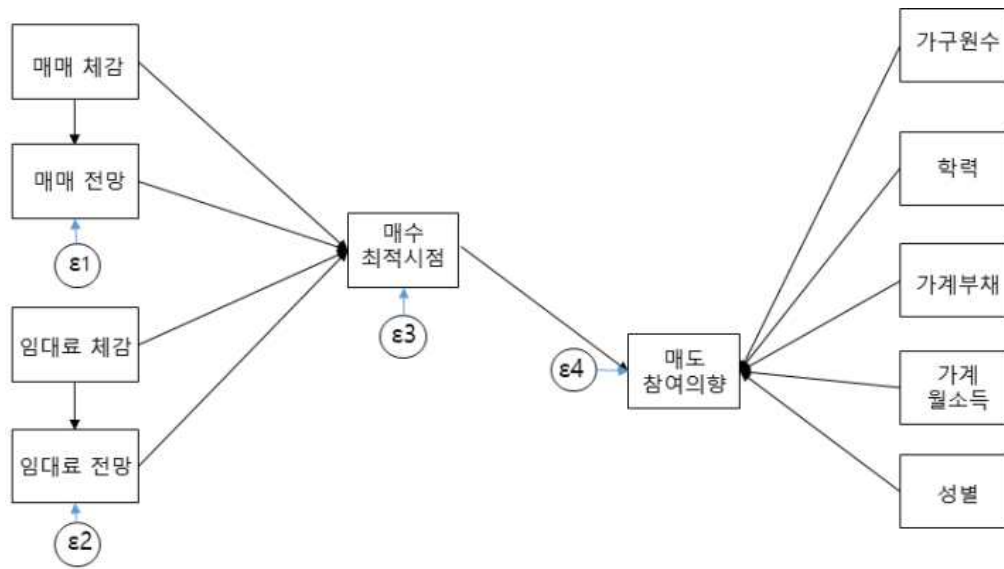 매매 체감
매매 전망
ε1
임대료 체감
임대료 전망
ε2
매수
최적시점
ε3
ε4
매도
참여의향
가구원수
학력
가계부채
가계
월소득
성별